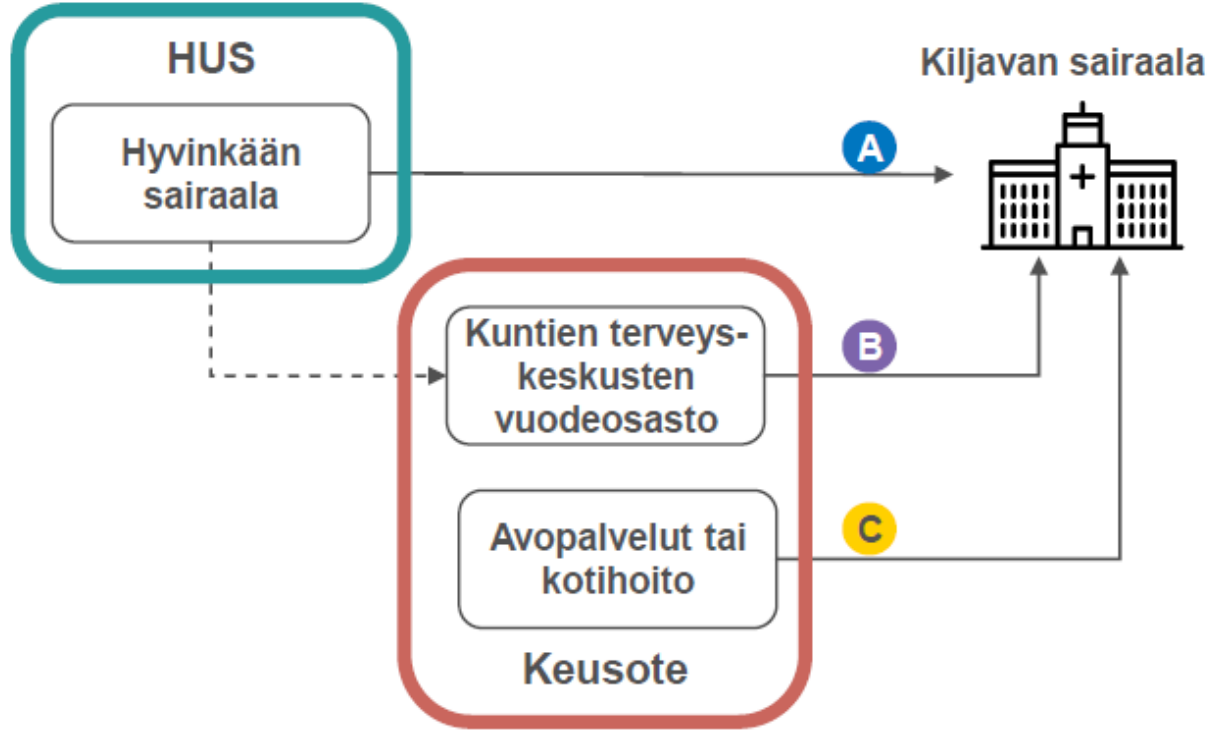 HUS
Hyvinkään
sairaala
Kiljavan sairaala
A
Kuntien terveys-
keskusten
vuodeosasto
B
Avopalvelut tai
kotihoito
C
Keusote